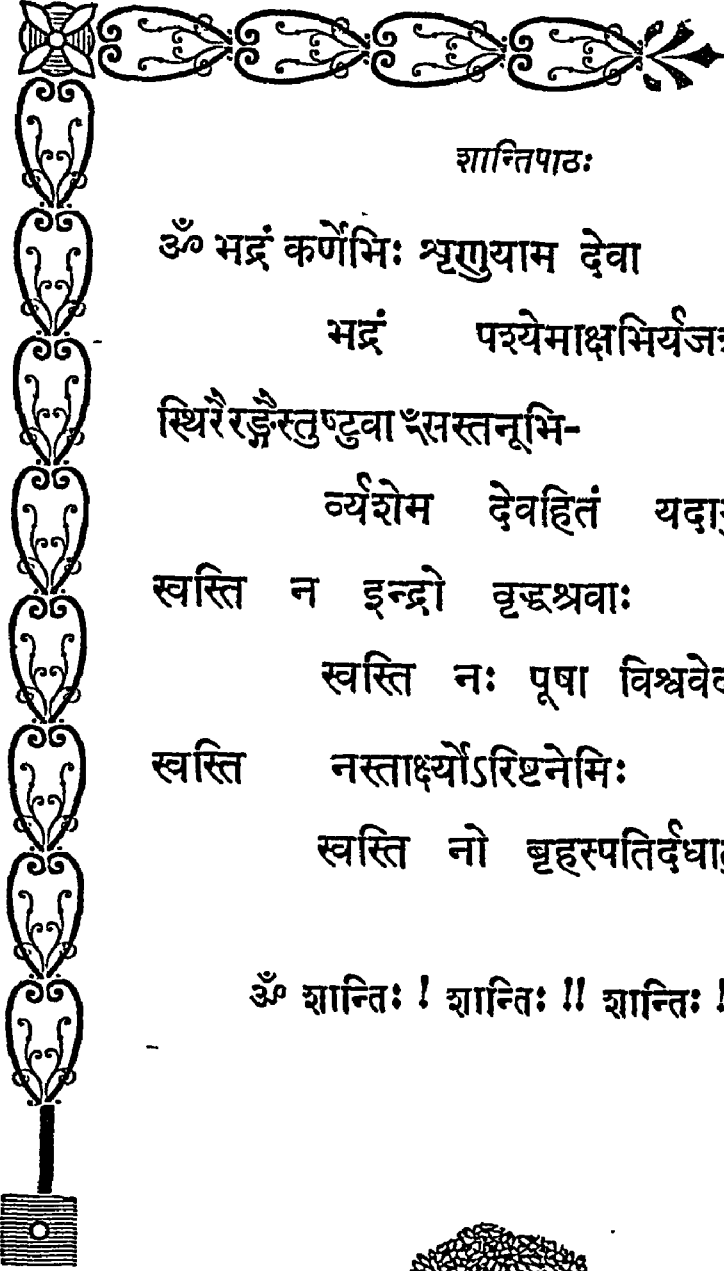 शान्तिपाठः
ॐ भद्रं कर्णेभिः शृणुयाम देवा
भद्रं पश्येमाक्षभिर्यज
स्थिरैरङ्गैस्तुष्टुवाꣳसस्तनूभि-
र्व्यशेम देवहितं यदा
स्वस्ति न इन्द्रो वृद्धश्रवाः
स्वस्ति नः पूषा विश्ववे
स्वस्ति नस्तार्क्ष्योऽरिष्टनेमिः
स्वस्ति नो बृहस्पतिर्दधा
ॐ शान्तिः ! शान्तिः !! शान्तिः !